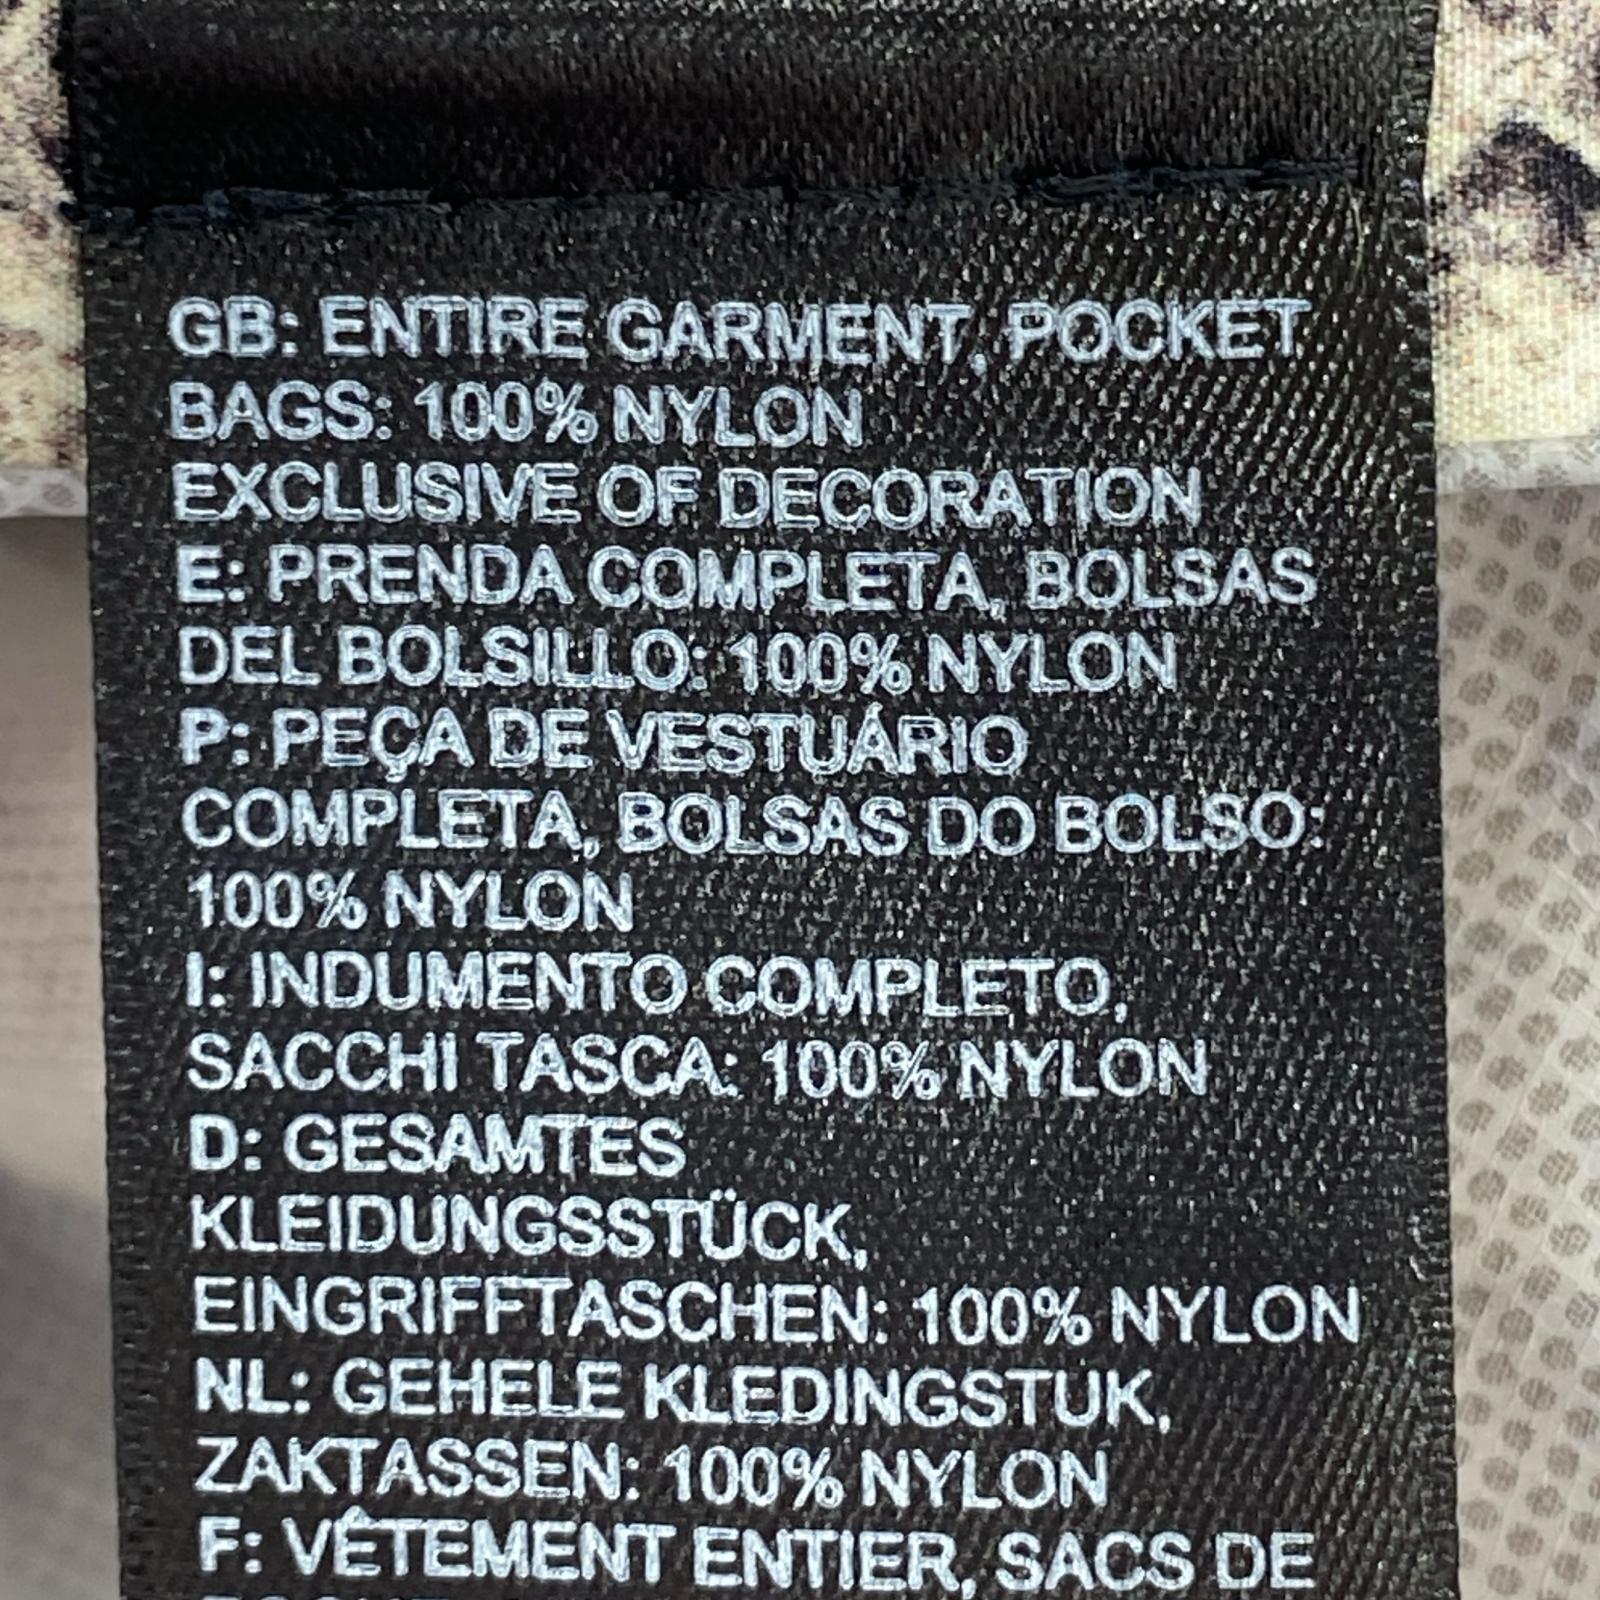 GB: ENTIRE GARMENT, POCKET
BAGS: 100% NYLON
EXCLUSIVE OF DECORATION
E: PRENDA COMPLETA, BOLSAS
DEL BOLSILLO: 100% NYLON
P: PEÇA DE VESTUÁRIO
COMPLETA, BOLSAS DO BOLSO:
100% NYLON
I: INDUMENTO COMPLETO,
SACCHI TASCA: 100% NYLON
D: GESAMTES
KLEIDUNGSSTÜCK,
EINGRIFFTASCHEN: 100% NYLON
NL: GEHELE KLEDINGSTUK,
ZAKTASSEN: 100% NYLON
F: VÊTEMENT ENTIER, SACS DE